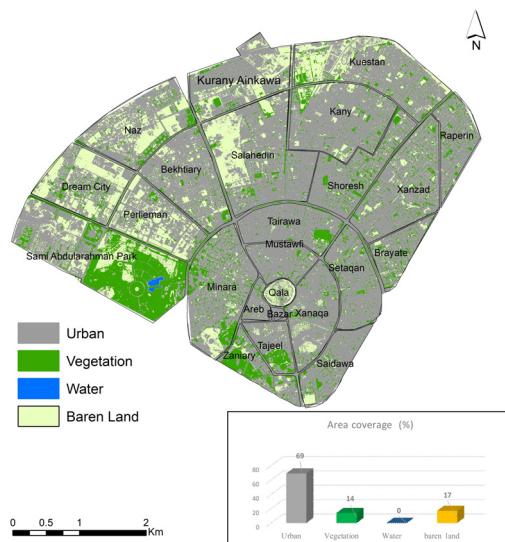 N
Kuestan
Kurany Ainkawa
Kany
Naz
Raperin
Salahedin
Bekhtiary
Shoresh
Xanzad
Dream City
Perlieman
Tairawa
Mustawfi
Sami Abdularahman Park
Setaqan
Brayate
Minara
Qala
Areb
Bazar
Xanaqa
Tajeel
Zaniary
Saidawa
Urban
Vegetation
Water
Baren Land
Area coverage (%)
69
80
60
40
20
0
14
0
17
Urban
Vegetation
Water
baren land
0 0.5 1 2
Km